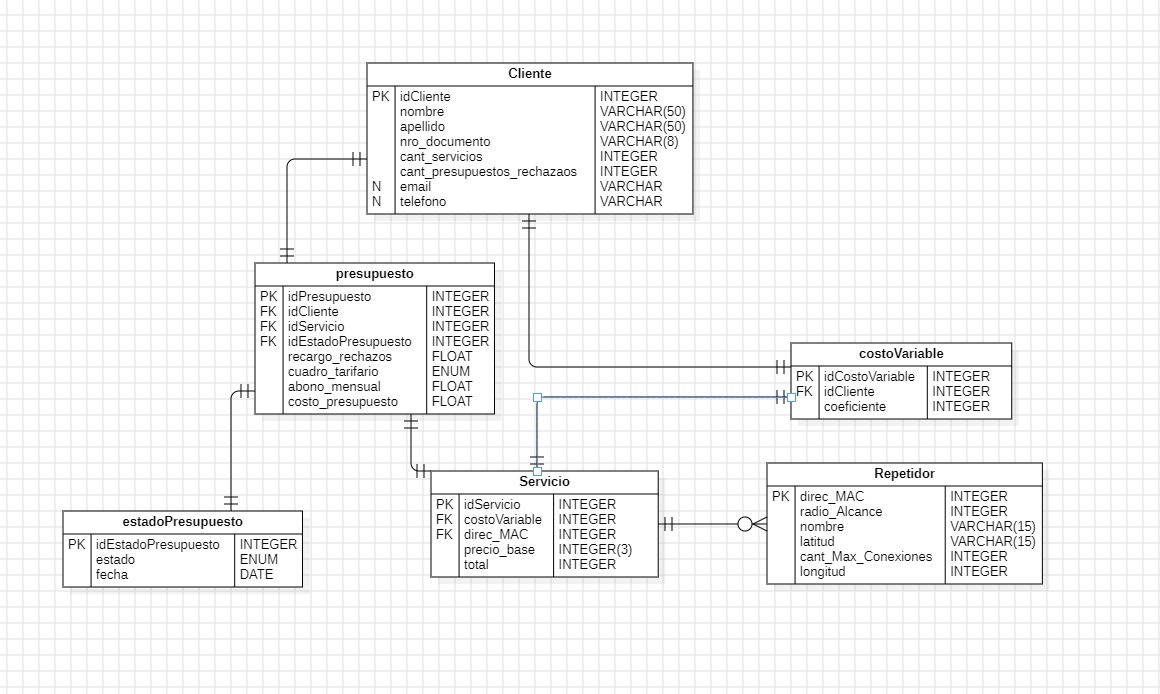 Cliente
PK idCliente INTEGER
nombre VARCHAR(50)
apellido VARCHAR(50)
nro_documento VARCHAR(8)
cant_servicios INTEGER
cant_presupuestos_rechazaos INTEGER
N email VARCHAR
N telefono VARCHAR
presupuesto
PK idPresupuesto INTEGER
FK idCliente INTEGER
FK idServicio INTEGER
FK idEstadoPresupuesto INTEGER
recargo_rechazos FLOAT
cuadro_tarifario ENUM
abono_mensual FLOAT
costo_presupuesto FLOAT
costoVariable
PK idCostoVariable INTEGER
FK idCliente INTEGER
coeficiente INTEGER
estadoPresupuesto
PK idEstadoPresupuesto INTEGER
estado ENUM
fecha DATE
Servicio
PK idServicio INTEGER
FK costoVariable INTEGER
FK direc_MAC INTEGER
precio_base INTEGER(3)
total INTEGER
Repetidor
PK direc_MAC INTEGER
radio_Alcance INTEGER
nombre VARCHAR(15)
latitud VARCHAR(15)
cant_Max_Conexiones INTEGER
longitud INTEGER